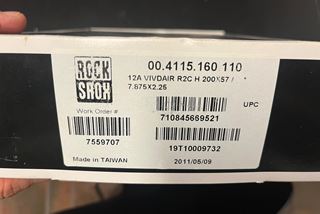 ROCK
SHOX
00.4115.160 110
12A VIVDAIR R2C H 200X57 / *
7.875X2.25
Work Order #
UPC
710845669521
7559707
19T10009732
Made in TAIWAN
2011/05/09